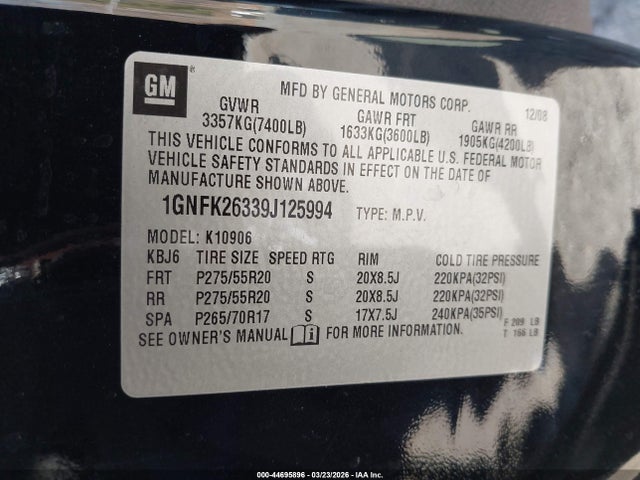 GM ®
MFD BY GENERAL MOTORS CORP.
12/08
GVWR GAWR FRT GAWR RR
3357KG(7400LB) 1633KG(3600LB) 1905KG(4200LB)
THIS VEHICLE CONFORMS TO ALL APPLICABLE U.S. FEDERAL MOTOR
VEHICLE SAFETY STANDARDS IN EFFECT ON THE DATE OF
MANUFACTURE SHOWN ABOVE.
1GNFK26339J125994 TYPE: M.P.V.
MODEL: K10906
KBJ6 TIRE SIZE SPEED RTG RIM COLD TIRE PRESSURE
FRT P275/55R20 S 20X8.5J 220KPA(32PSI)
RR P275/55R20 S 20X8.5J 220KPA(32PSI)
SPA P265/70R17 S 17X7.5J 240KPA(35PSI)
F 209 LB
T 166 LB
SEE OWNER'S MANUAL i FOR MORE INFORMATION.
000-44695896 - 03/23/2026 - IAA Inc.